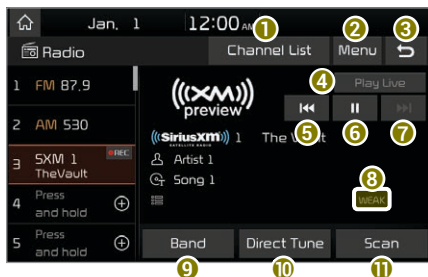 Jan. 1 12:00 AM
1 2 3
Radio Channel List Menu
4 Play Live
1 FM 87.9
((XM))
preview
5 6 7
2 AM 530
((SiriusXM)) 1 The Vault
SATELLITE RADIO
3 SXM 1 REC
TheVault
Artist 1
Song 1
8
WEAK
4 Press
and hold
5 Press
and hold
Band Direct Tune Scan
9 10 11